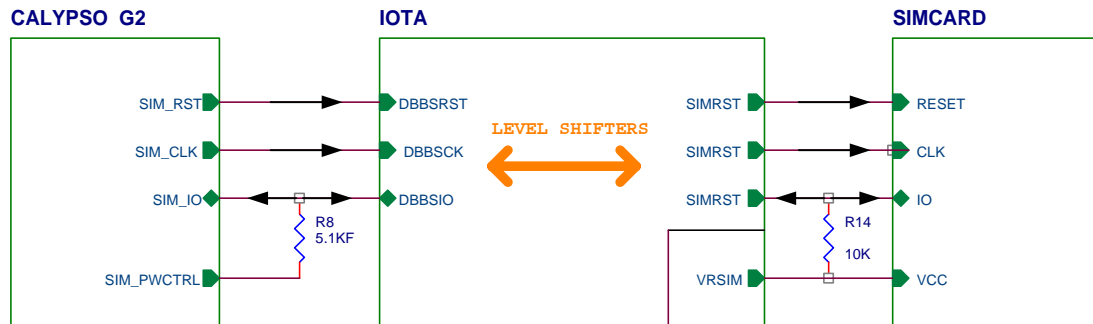 CALYPSO G2 IOTA SIMCARD
SIM_RST DBBSRST SIMRST RESET
LEVEL SHIFTERS
SIM_CLK DBBSCK SIMRST CLK
SIM_IO DBBSIO SIMRST IO
R8 R14
5.1KF
10K
SIM_PWCTRL VRSIM VCC